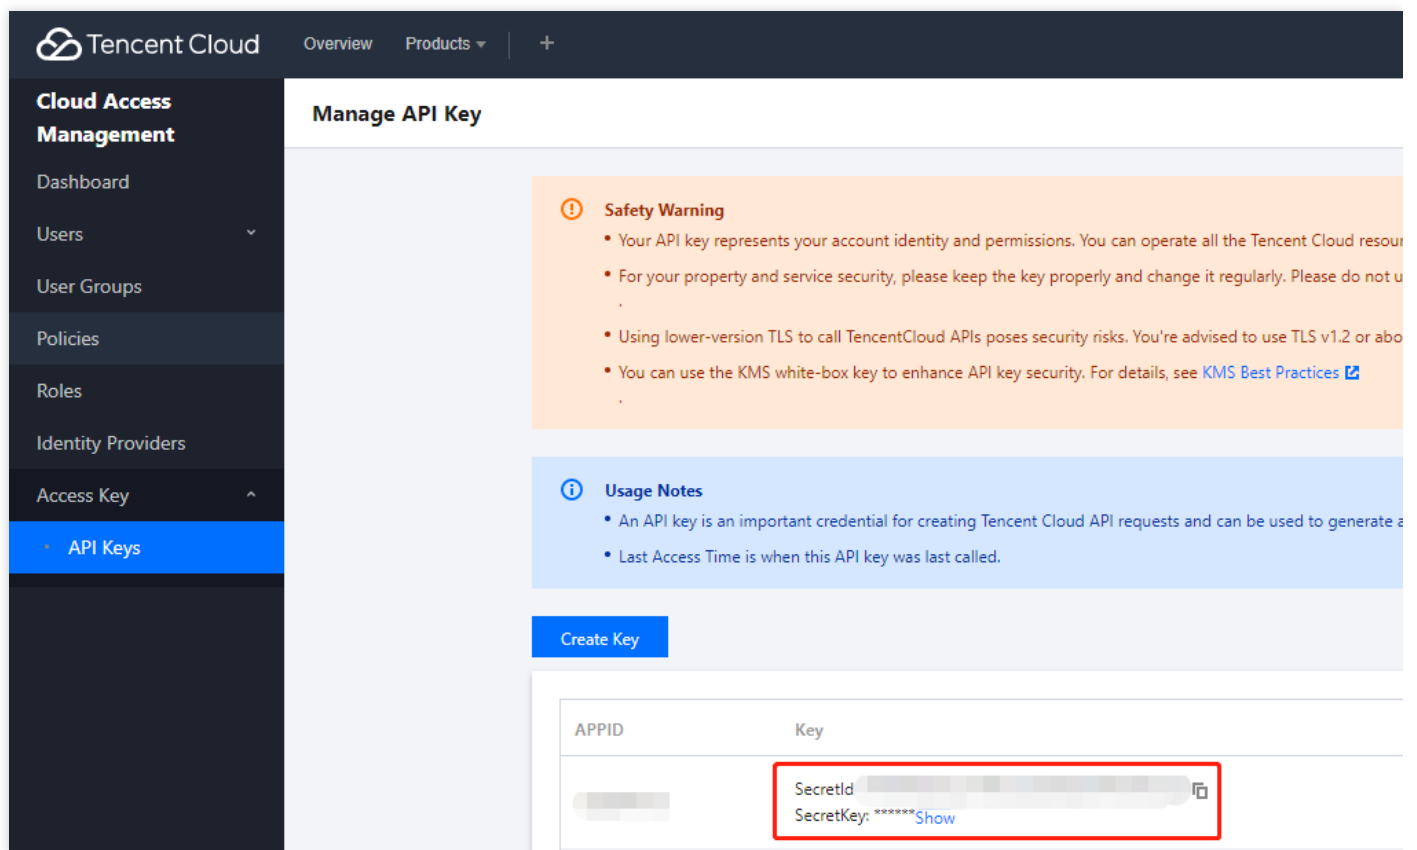 Tencent Cloud Overview Products
Cloud Access
Management
Manage API Key
Dashboard
Users
User Groups
Policies
Roles
Identity Providers
Access Key
API Keys
Safety Warning
• Your API key represents your account identity and permissions. You can operate all the Tencent Cloud resour
• For your property and service security, please keep the key properly and change it regularly. Please do not u
.
• Using lower-version TLS to call TencentCloud APIs poses security risks. You're advised to use TLS v1.2 or abo
• You can use the KMS white-box key to enhance API key security. For details, see KMS Best Practices
.
Usage Notes
• An API key is an important credential for creating Tencent Cloud API requests and can be used to generate a
• Last Access Time is when this API key was last called.
Create Key
APPID Key
SecretId
SecretKey: ******Show